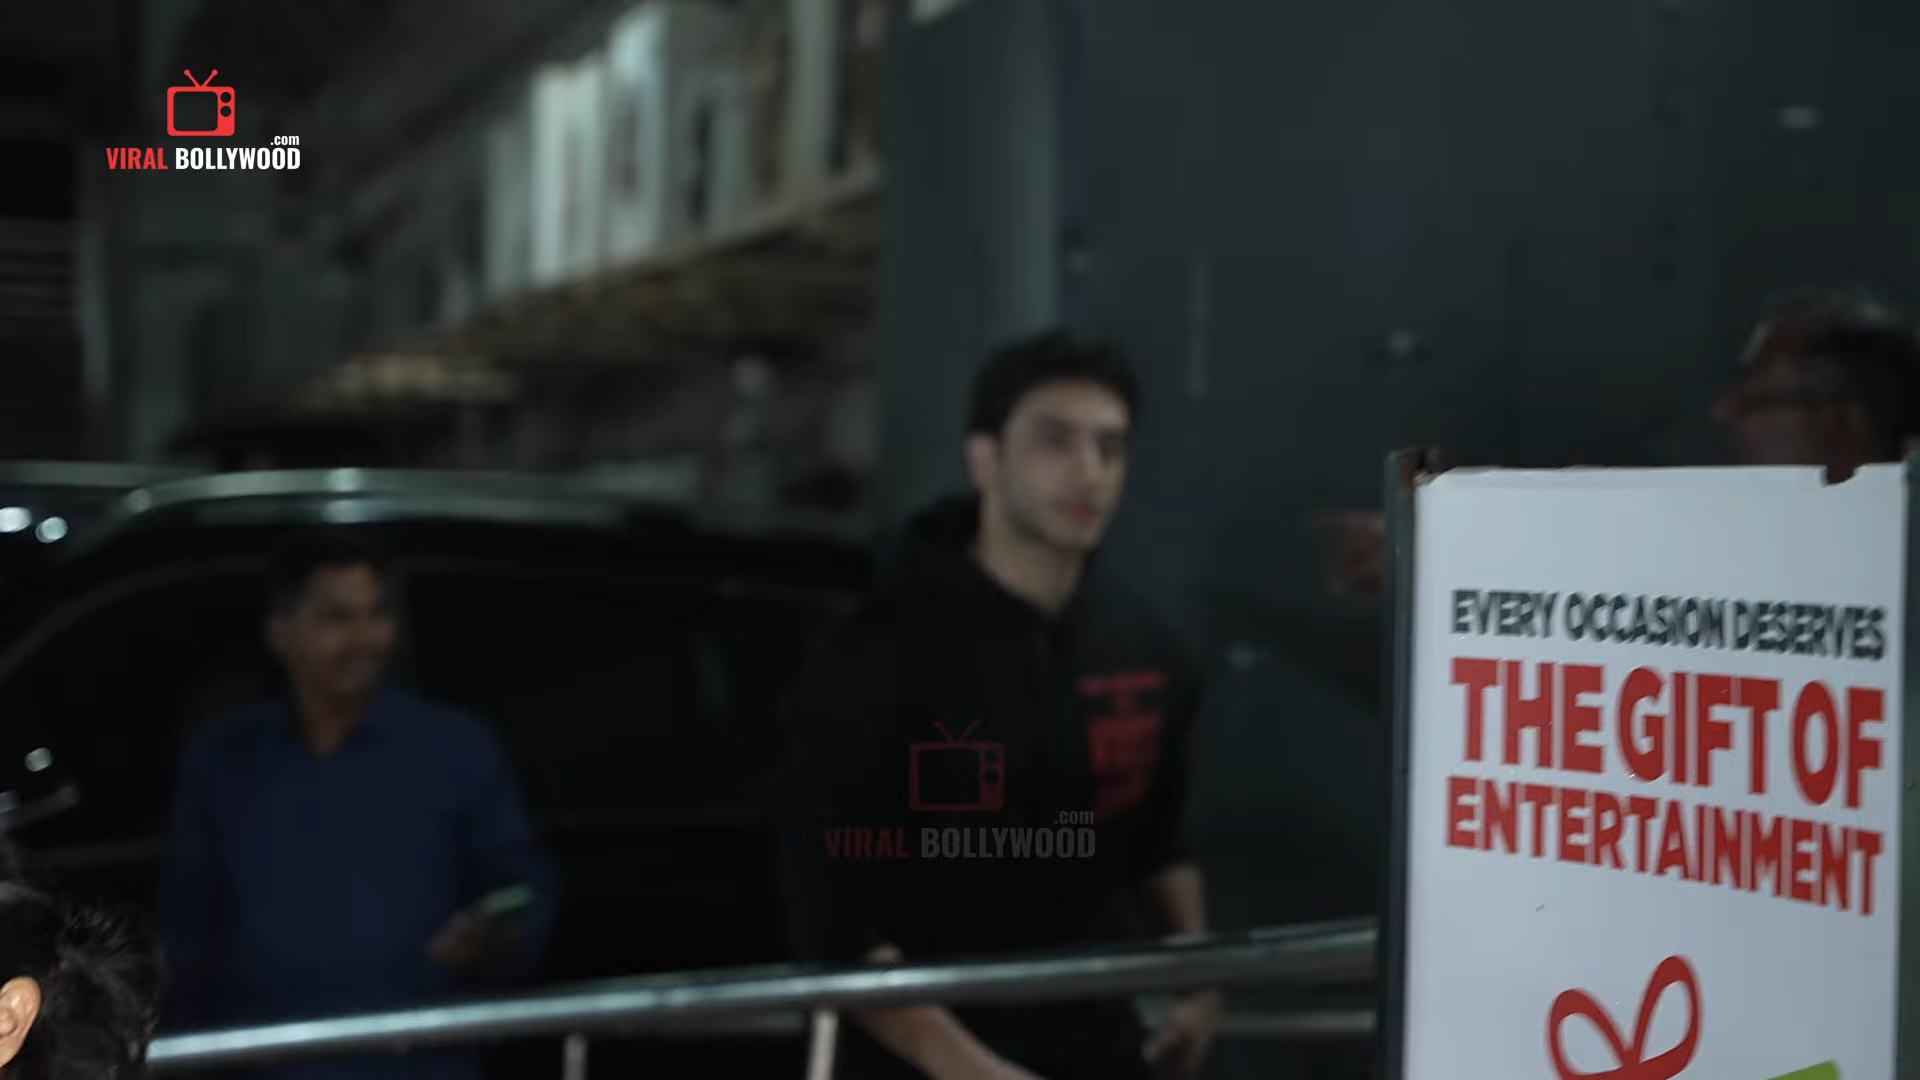 .com
VIRAL BOLLYWOOD
EVERY OCCASION DESERVES
THE GIFT OF
ENTERTAINMENT
.com
VIRAL BOLLYWOOD